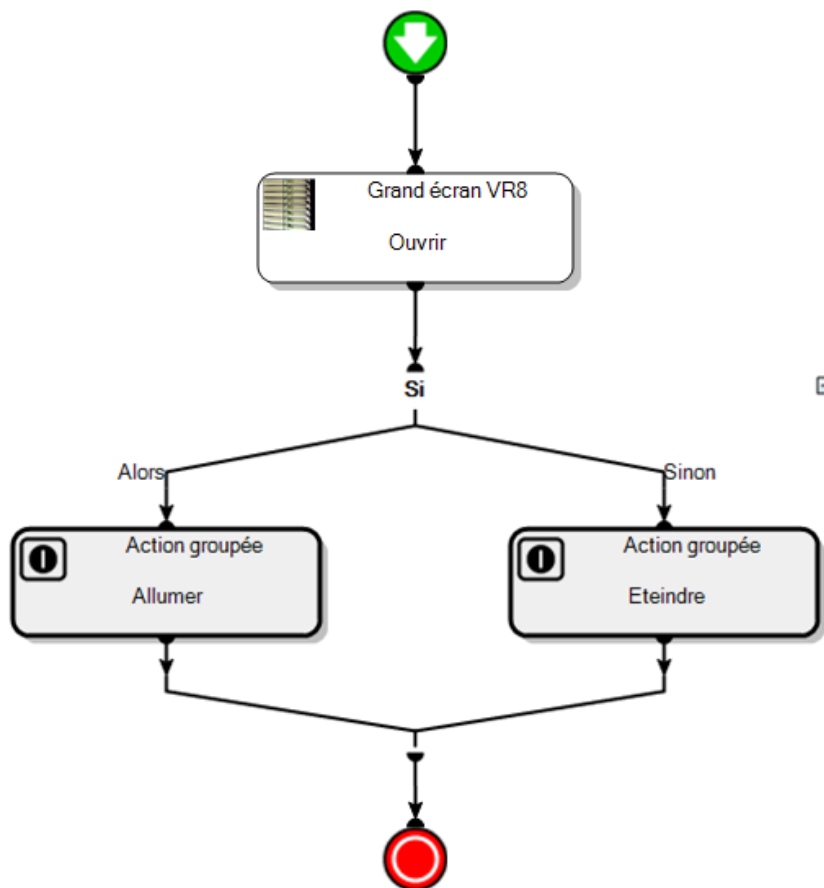 Grand écran VR8
Ouvrir
Si
Alors
Sinon
Action groupée
Allumer
Action groupée
Eteindre